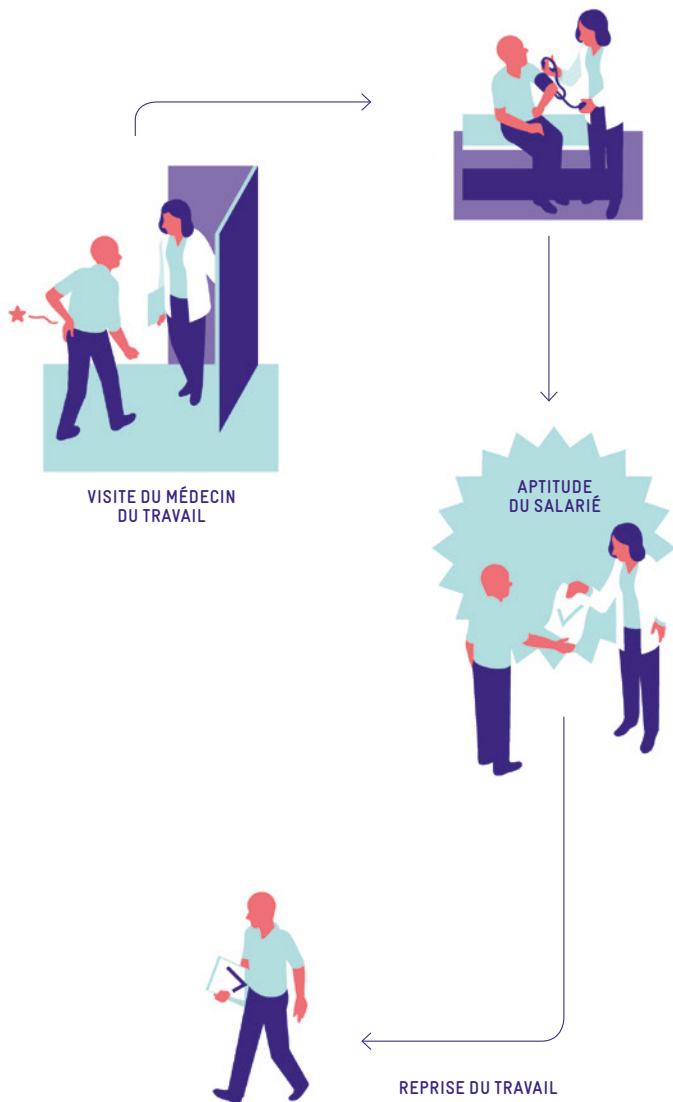 VISITE DU MÉDECIN
DU TRAVAIL
APTITUDE
DU SALARIÉ
REPRISE DU TRAVAIL